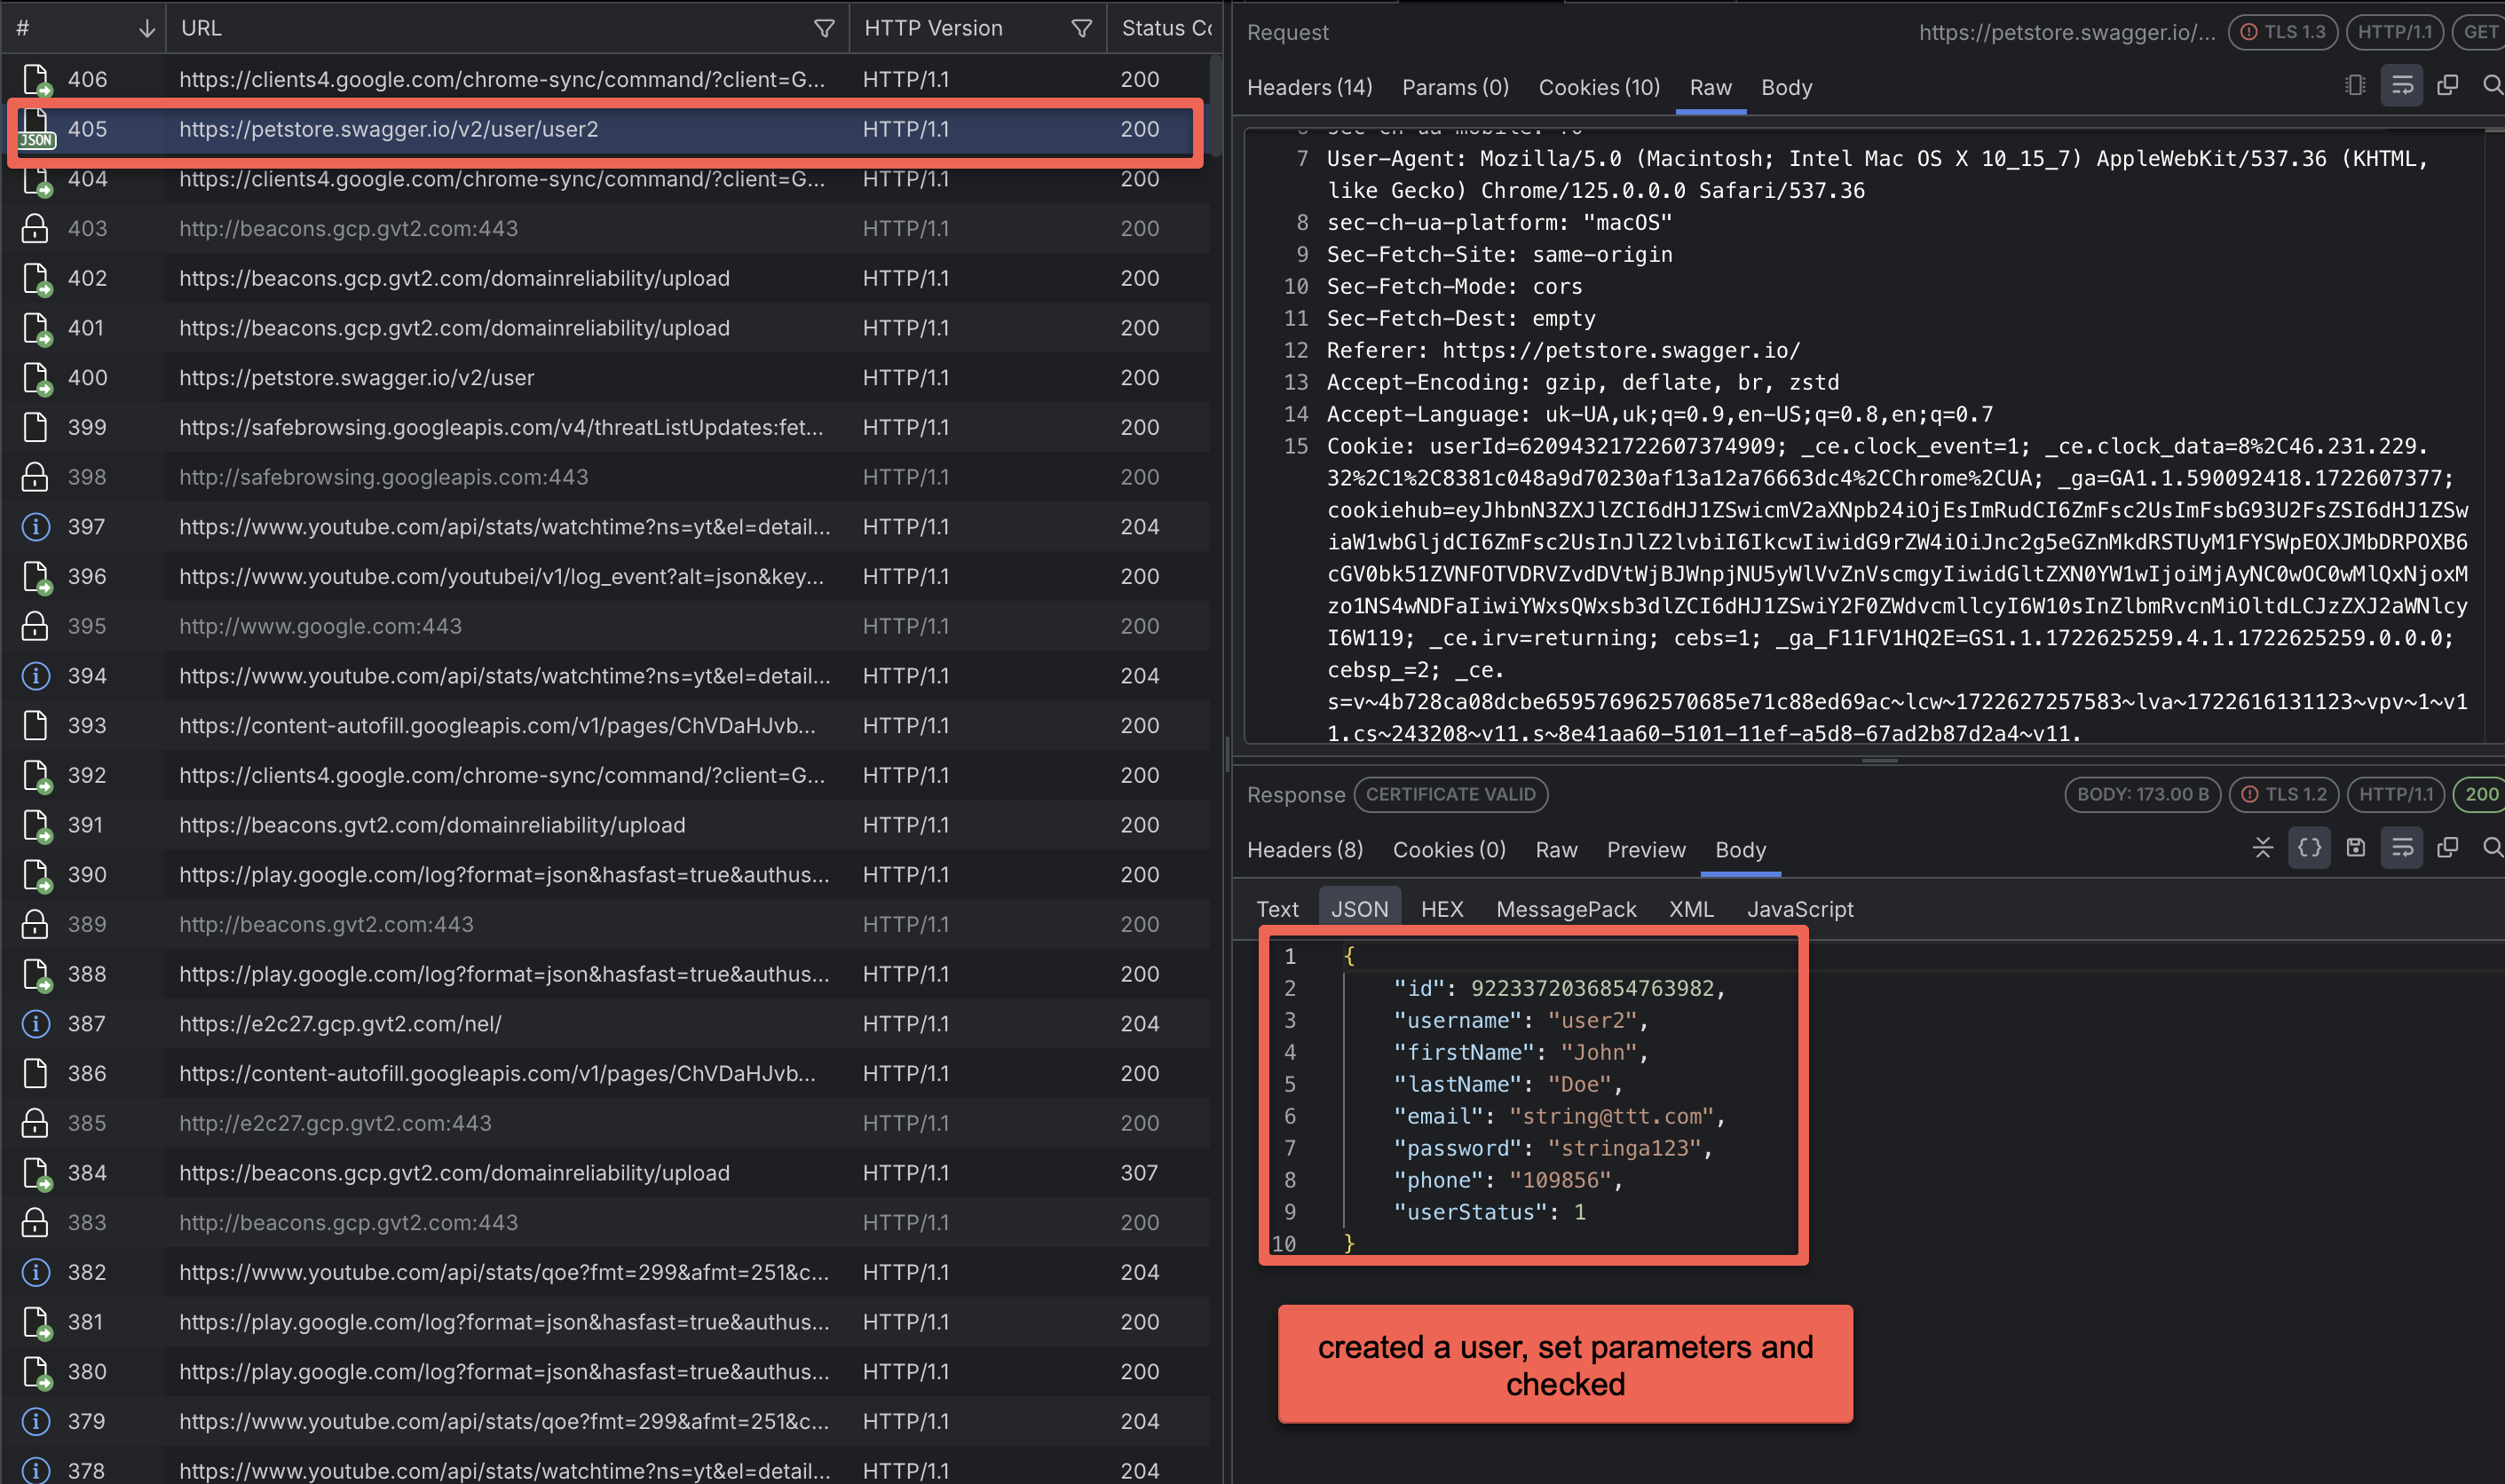 # URL HTTP Version Status Co
406 https://clients4.google.com/chrome-sync/command/?client=G... HTTP/1.1 200
JSON 405 https://petstore.swagger.io/v2/user/user2 HTTP/1.1 200
404 https://clients4.google.com/chrome-sync/command/?client=G... HTTP/1.1 200
403 http://beacons.gcp.gvt2.com:443 HTTP/1.1 200
402 https://beacons.gcp.gvt2.com/domainreliability/upload HTTP/1.1 200
401 https://beacons.gcp.gvt2.com/domainreliability/upload HTTP/1.1 200
400 https://petstore.swagger.io/v2/user HTTP/1.1 200
399 https://safebrowsing.googleapis.com/v4/threatListUpdates:fet... HTTP/1.1 200
398 http://safebrowsing.googleapis.com:443 HTTP/1.1 200
397 https://www.youtube.com/api/stats/watchtime?ns=yt&el=detail... HTTP/1.1 204
396 https://www.youtube.com/youtubei/v1/log_event?alt=json&key... HTTP/1.1 200
395 http://www.google.com:443 HTTP/1.1 200
394 https://www.youtube.com/api/stats/watchtime?ns=yt&el=detail... HTTP/1.1 204
393 https://content-autofill.googleapis.com/v1/pages/ChVDaHJvb... HTTP/1.1 200
392 https://clients4.google.com/chrome-sync/command/?client=G... HTTP/1.1 200
391 https://beacons.gvt2.com/domainreliability/upload HTTP/1.1 200
390 https://play.google.com/log?format=json&hasfast=true&authus... HTTP/1.1 200
389 http://beacons.gvt2.com:443 HTTP/1.1 200
388 https://play.google.com/log?format=json&hasfast=true&authus... HTTP/1.1 200
387 https://e2c27.gcp.gvt2.com/nel/ HTTP/1.1 204
386 https://content-autofill.googleapis.com/v1/pages/ChVDaHJvb... HTTP/1.1 200
385 http://e2c27.gcp.gvt2.com:443 HTTP/1.1 200
384 https://beacons.gcp.gvt2.com/domainreliability/upload HTTP/1.1 307
383 http://beacons.gcp.gvt2.com:443 HTTP/1.1 200
382 https://www.youtube.com/api/stats/qoe?fmt=299&afmt=251&c... HTTP/1.1 204
381 https://play.google.com/log?format=json&hasfast=true&authus... HTTP/1.1 200
380 https://play.google.com/log?format=json&hasfast=true&authus... HTTP/1.1 200
379 https://www.youtube.com/api/stats/qoe?fmt=299&afmt=251&c... HTTP/1.1 204
378 https://www.youtube.com/api/stats/watchtime?ns=yt&el=detail... HTTP/1.1 204
Request https://petstore.swagger.io/... TLS 1.3 HTTP/1.1 GET
Headers (14) Params (0) Cookies (10) Raw Body
7 User-Agent: Mozilla/5.0 (Macintosh; Intel Mac OS X 10_15_7) AppleWebKit/537.36 (KHTML,
like Gecko) Chrome/125.0.0.0 Safari/537.36
8 sec-ch-ua-platform: "macOS"
9 Sec-Fetch-Site: same-origin
10 Sec-Fetch-Mode: cors
11 Sec-Fetch-Dest: empty
12 Referer: https://petstore.swagger.io/
13 Accept-Encoding: gzip, deflate, br, zstd
14 Accept-Language: uk-UA,uk;q=0.9,en-US;q=0.8,en;q=0.7
15 Cookie: userId=62094321722607374909; _ce.clock_event=1; _ce.clock_data=8%2C46.231.229.
32%2C1%2C8381c048a9d70230af13a12a76663dc4%2CChrome%2CUA; _ga=GA1.1.590092418.1722607377;
cookiehub=eyJhbnN3ZXJlZCI6dHJ1ZSwicmV2aXNpb24iOjEsImRudCI6ZmFsc2UsImFsbG93U2FsZSI6dHJ1ZSw
iaW1wbGljdCI6ZmFsc2UsInJlZ2lvbiI6IkcwIiwidG9rZW4iOiJnc2g5eGZnMkdRSTUyM1FYSWpEOXJMbDRPOXB6
cGV0bk51ZVNFOTVDRVZvdDVtWjBJWnpjNU5yWlVvZnVscmgyIiwidGltZXN0YW1wIjoiMjAyNC0wOC0wMlQxNjoxM
zo1NS4wNDFaIiwiYWxsQWxsb3dlZCI6dHJ1ZSwiY2F0ZWdvcmllcyI6W10sInZlbmRvcnMiOltdLCJzZXJ2aWNlcy
I6W119; _ce.irv=returning; cebs=1; _ga_F11FV1HQ2E=GS1.1.1722625259.4.1.1722625259.0.0.0;
cebsp_=2; _ce.
s=v~4b728ca08dcbe659576962570685e71c88ed69ac~lcw~1722627257583~lva~1722616131123~vpv~1~v1
1.cs~243208~v11.s~8e41aa60-5101-11ef-a5d8-67ad2b87d2a4~v11.
Response CERTIFICATE VALID BODY: 173.00 B TLS 1.2 HTTP/1.1 200
Headers (8) Cookies (0) Raw Preview Body
Text JSON HEX MessagePack XML JavaScript
1 {
2 "id": 9223372036854763982,
3 "username": "user2",
4 "firstName": "John",
5 "lastName": "Doe",
6 "email": "string@ttt.com",
7 "password": "stringa123",
8 "phone": "109856",
9 "userStatus": 1
10 }
created a user, set parameters and
checked